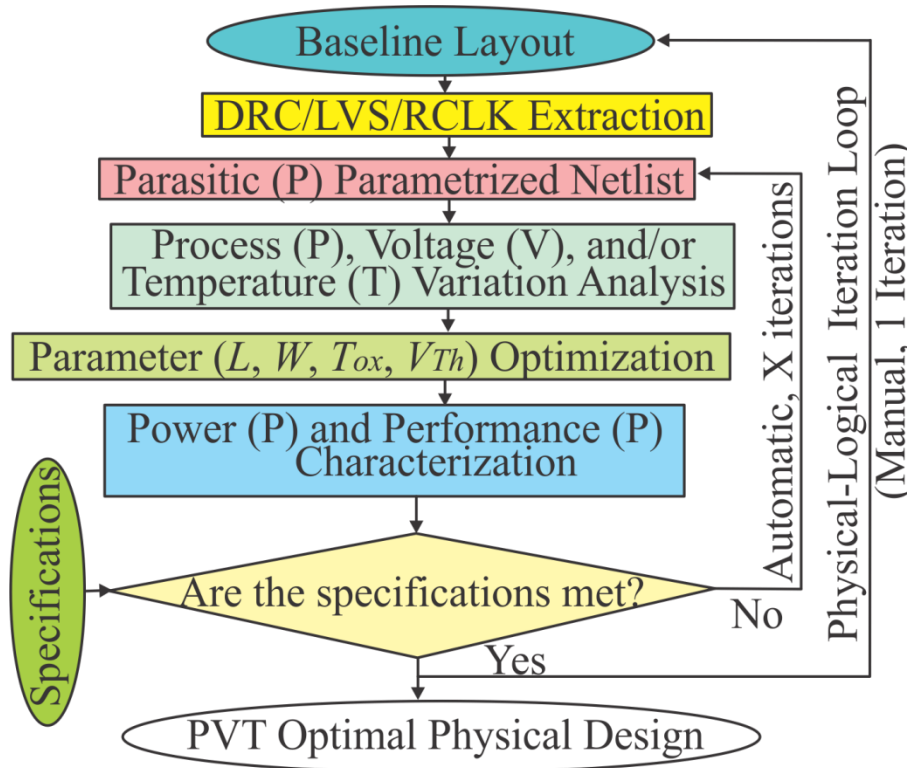 Baseline Layout
DRC/LVS/RCLK Extraction
Parasitic (P) Parametrized Netlist
Process (P), Voltage (V), and/or
Temperature (T) Variation Analysis
Parameter (L, W, Tox, VTh) Optimization
Power (P) and Performance (P)
Characterization
Specifications
Are the specifications met?
No
Yes
PVT Optimal Physical Design
Automatic, X iterations
Physical-Logical Iteration Loop
(Manual, 1 Iteration)